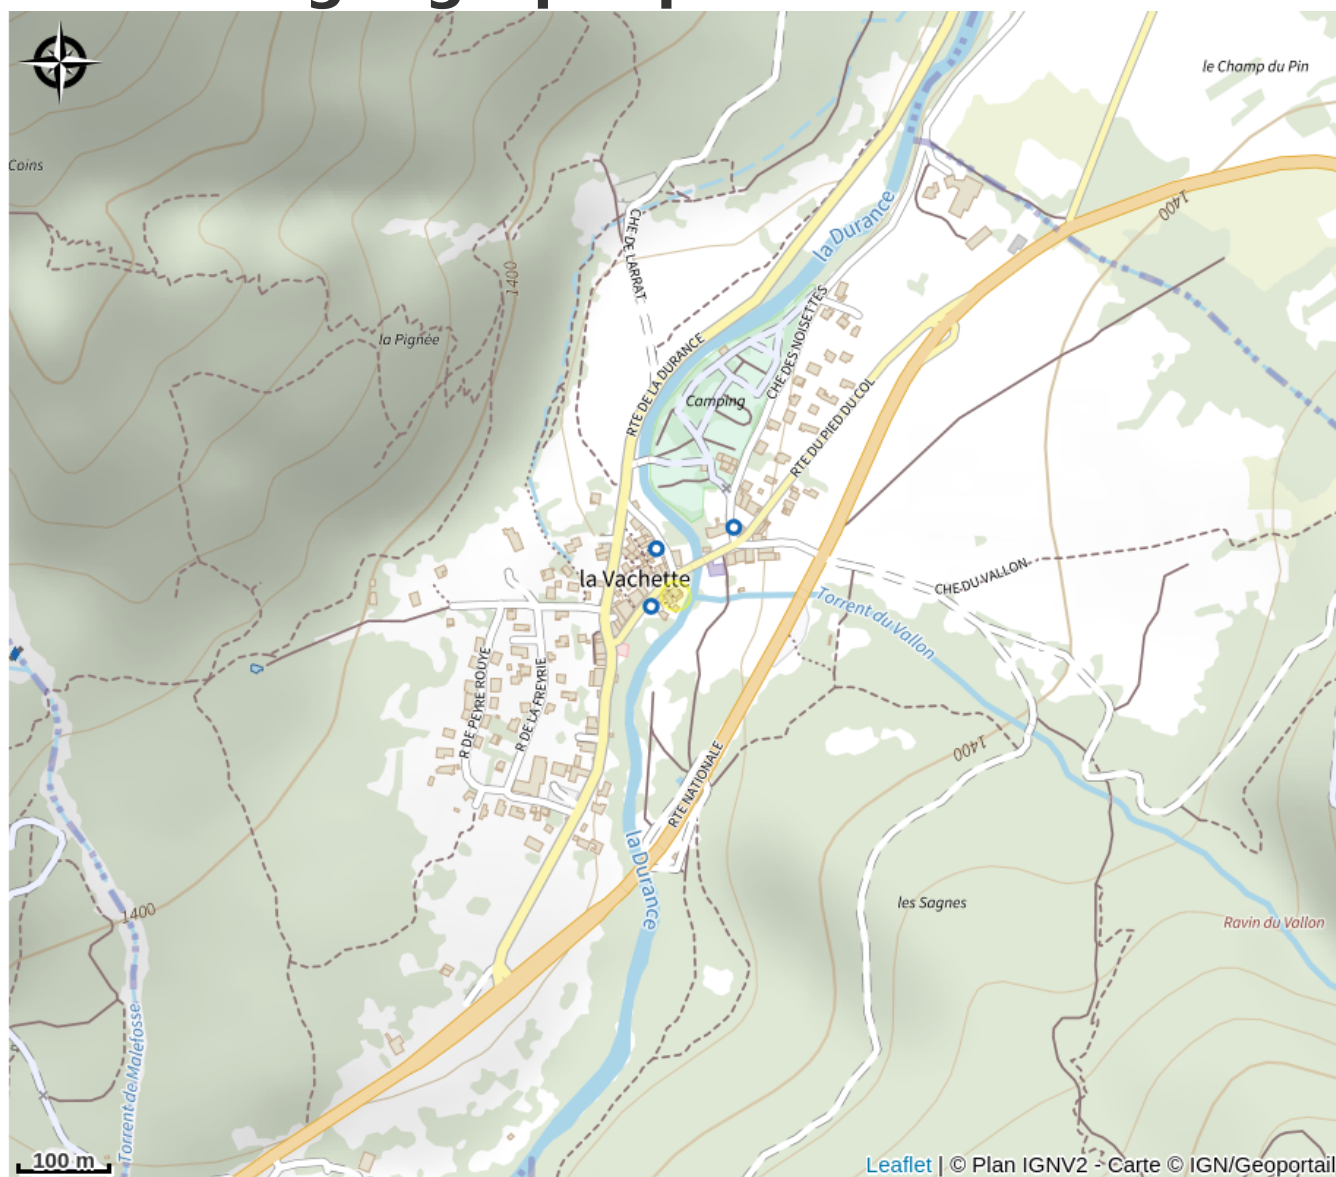 le Champ du Pin
Coins
1400
CHE DE LARRAT
la Durance
1400
la Pignée
RTE DE LA DURANCE
CHE DES NOISETTES
Camping
RTE DU PIED DU COL
la Vachette
CHE DU VALLON
Torrent du Vallon
R DE PEYRE ROUYE
R DE LA FREYRIE
1400
RTE NATIONALE
la Durance
les Sagnes
1400
Ravin du Vallon
Torrent de Malefosse
100 m
Leaflet | © Plan IGNV2 - Carte © IGN/Geoportail